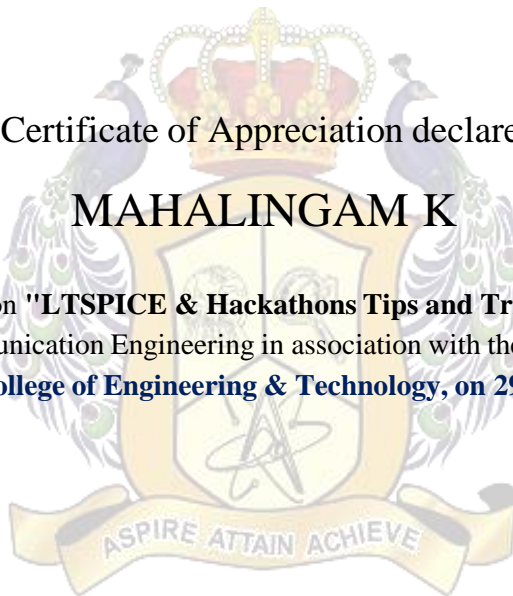 Certificate of Appreciation declare
MAHALINGAM K
on "LTSPICE & Hackathons Tips and Tr
unication Engineering in association with the
ollege of Engineering & Technology, on 29
ASPIRE ATTAIN ACHIEVE